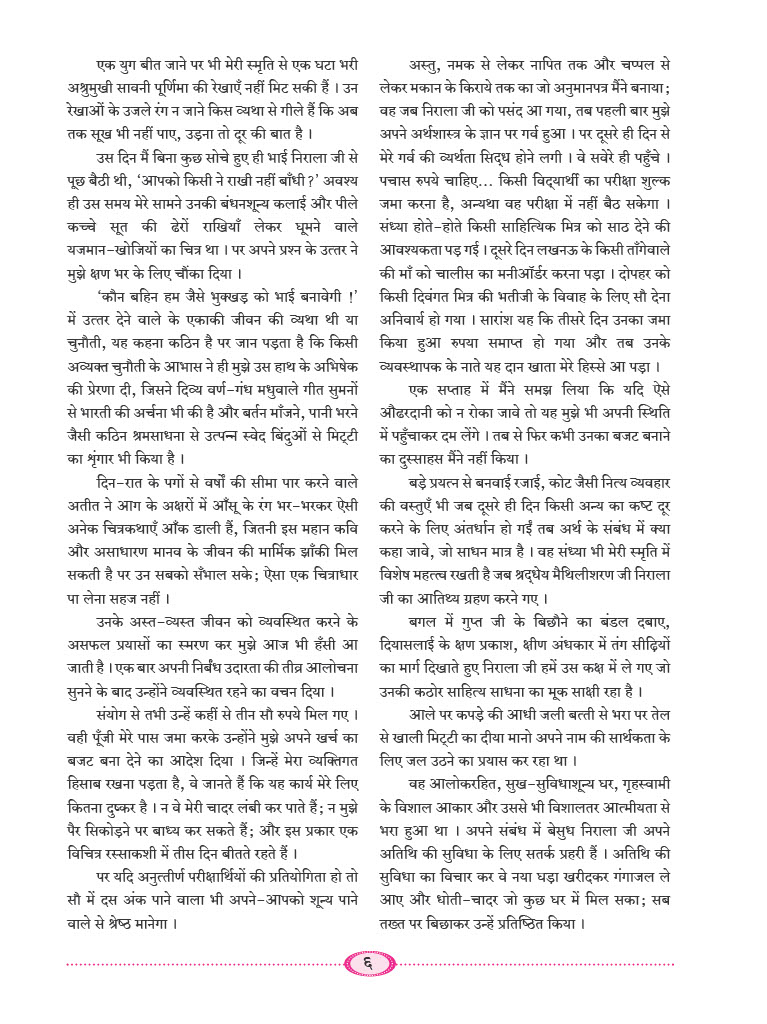 एक युग बीत जाने पर भी मेरी स्मृति से एक घटा भरी
अश्रुमुखी सावनी पूर्णिमा की रेखाएँ नहीं मिट सकी हैं । उन
रेखाओं के उजले रंग न जाने किस व्यथा से गीले हैं कि अब
तक सूख भी नहीं पाए, उड़ना तो दूर की बात है ।
उस दिन मैं बिना कुछ सोचे हुए ही भाई निराला जी से
पूछ बैठी थी, ‘आपको किसी ने राखी नहीं बाँधी ?’ अवश्य
ही उस समय मेरे सामने उनकी बंधनशून्य कलाई और पीले
कच्चे सूत की ढेरों राखियाँ लेकर घूमने वाले
यजमान-खोजियों का चित्र था । पर अपने प्रश्न के उत्तर ने
मुझे क्षण भर के लिए चौंका दिया ।
‘कौन बहिन हम जैसे भुक्खड़ को भाई बनावेगी !’
में उत्तर देने वाले के एकाकी जीवन की व्यथा थी या
चुनौती, यह कहना कठिन है पर जान पड़ता है कि किसी
अव्यक्त चुनौती के आभास ने ही मुझे उस हाथ के अभिषेक
की प्रेरणा दी, जिसने दिव्य वर्ण-गंध मधुवाले गीत सुमनों
से भारती की अर्चना भी की है और बर्तन माँजने, पानी भरने
जैसी कठिन श्रमसाधना से उत्पन्न स्वेद बिंदुओं से मिट्टी
का शृंगार भी किया है ।
दिन-रात के पगों से वर्षों की सीमा पार करने वाले
अतीत ने आग के अक्षरों में आँसू के रंग भर-भरकर ऐसी
अनेक चित्रकथाएँ आँक डाली हैं, जितनी इस महान कवि
और असाधारण मानव के जीवन की मार्मिक झाँकी मिल
सकती है पर उन सबको सँभाल सके; ऐसा एक चित्राधार
पा लेना सहज नहीं ।
उनके अस्त-व्यस्त जीवन को व्यवस्थित करने के
असफल प्रयासों का स्मरण कर मुझे आज भी हँसी आ
जाती है । एक बार अपनी निर्बंध उदारता की तीव्र आलोचना
सुनने के बाद उन्होंने व्यवस्थित रहने का वचन दिया ।
संयोग से तभी उन्हें कहीं से तीन सौ रुपये मिल गए ।
वही पूँजी मेरे पास जमा करके उन्होंने मुझे अपने खर्च का
बजट बना देने का आदेश दिया । जिन्हें मेरा व्यक्तिगत
हिसाब रखना पड़ता है, वे जानते हैं कि यह कार्य मेरे लिए
कितना दुष्कर है । न वे मेरी चादर लंबी कर पाते हैं; न मुझे
पैर सिकोड़ने पर बाध्य कर सकते हैं; और इस प्रकार एक
विचित्र रस्साकशी में तीस दिन बीतते रहते हैं ।
पर यदि अनुत्तीर्ण परीक्षार्थियों की प्रतियोगिता हो तो
सौ में दस अंक पाने वाला भी अपने-आपको शून्य पाने
वाले से श्रेष्ठ मानेगा ।
अस्तु, नमक से लेकर नापित तक और चप्पल से
लेकर मकान के किराये तक का जो अनुमानपत्र मैंने बनाया;
वह जब निराला जी को पसंद आ गया, तब पहली बार मुझे
अपने अर्थशास्त्र के ज्ञान पर गर्व हुआ । पर दूसरे ही दिन से
मेरे गर्व की व्यर्थता सिद्ध होने लगी । वे सवेरे ही पहुँचे ।
पचास रुपये चाहिए... किसी विद्यार्थी का परीक्षा शुल्क
जमा करना है, अन्यथा वह परीक्षा में नहीं बैठ सकेगा ।
संध्या होते-होते किसी साहित्यिक मित्र को साठ देने की
आवश्यकता पड़ गई । दूसरे दिन लखनऊ के किसी ताँगेवाले
की माँ को चालीस का मनीऑर्डर करना पड़ा । दोपहर को
किसी दिवंगत मित्र की भतीजी के विवाह के लिए सौ देना
अनिवार्य हो गया । सारांश यह कि तीसरे दिन उनका जमा
किया हुआ रुपया समाप्त हो गया और तब उनके
व्यवस्थापक के नाते यह दान खाता मेरे हिस्से आ पड़ा ।
एक सप्ताह में मैंने समझ लिया कि यदि ऐसे
औढरदानी को न रोका जावे तो यह मुझे भी अपनी स्थिति
में पहुँचाकर दम लेंगे । तब से फिर कभी उनका बजट बनाने
का दुस्साहस मैंने नहीं किया ।
बड़े प्रयत्न से बनवाई रजाई, कोट जैसी नित्य व्यवहार
की वस्तुएँ भी जब दूसरे ही दिन किसी अन्य का कष्ट दूर
करने के लिए अंतर्धान हो गईं तब अर्थ के संबंध में क्या
कहा जावे, जो साधन मात्र है । वह संध्या भी मेरी स्मृति में
विशेष महत्त्व रखती है जब श्रद्धेय मैथिलीशरण जी निराला
जी का आतिथ्य ग्रहण करने गए ।
बगल में गुप्त जी के बिछौने का बंडल दबाए,
दियासलाई के क्षण प्रकाश, क्षीण अंधकार में तंग सीढ़ियों
का मार्ग दिखाते हुए निराला जी हमें उस कक्ष में ले गए जो
उनकी कठोर साहित्य साधना का मूक साक्षी रहा है ।
आले पर कपड़े की आधी जली बत्ती से भरा पर तेल
से खाली मिट्टी का दीया मानो अपने नाम की सार्थकता के
लिए जल उठने का प्रयास कर रहा था ।
वह आलोकरहित, सुख-सुविधाशून्य घर, गृहस्वामी
के विशाल आकार और उससे भी विशालतर आत्मीयता से
भरा हुआ था । अपने संबंध में बेसुध निराला जी अपने
अतिथि की सुविधा के लिए सतर्क प्रहरी हैं । अतिथि की
सुविधा का विचार कर वे नया घड़ा खरीदकर गंगाजल ले
आए और धोती-चादर जो कुछ घर में मिल सका; सब
तख्त पर बिछाकर उन्हें प्रतिष्ठित किया ।
६